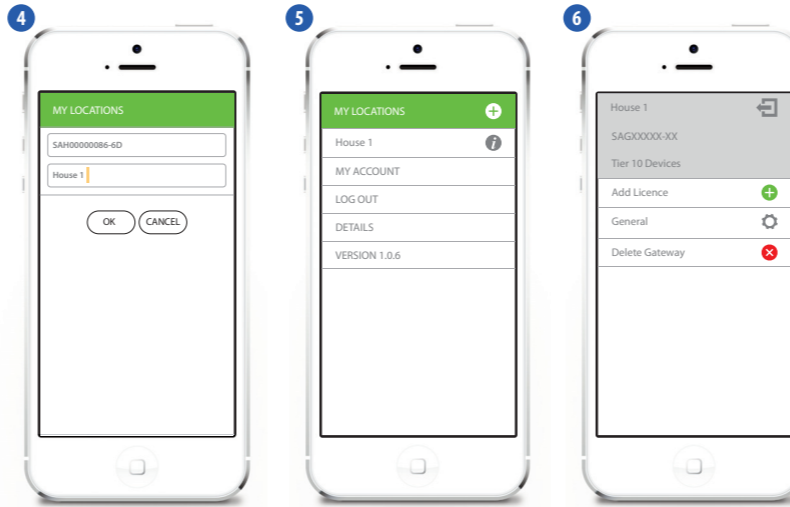 4
MY LOCATIONS
SAH00000086-6D
House 1
OK CANCEL
5
MY LOCATIONS
House 1
MY ACCOUNT
LOG OUT
DETAILS
VERSION 1.0.6
6
House 1
SAGXXXXX-XX
Tier 10 Devices
Add Licence
General
Delete Gateway